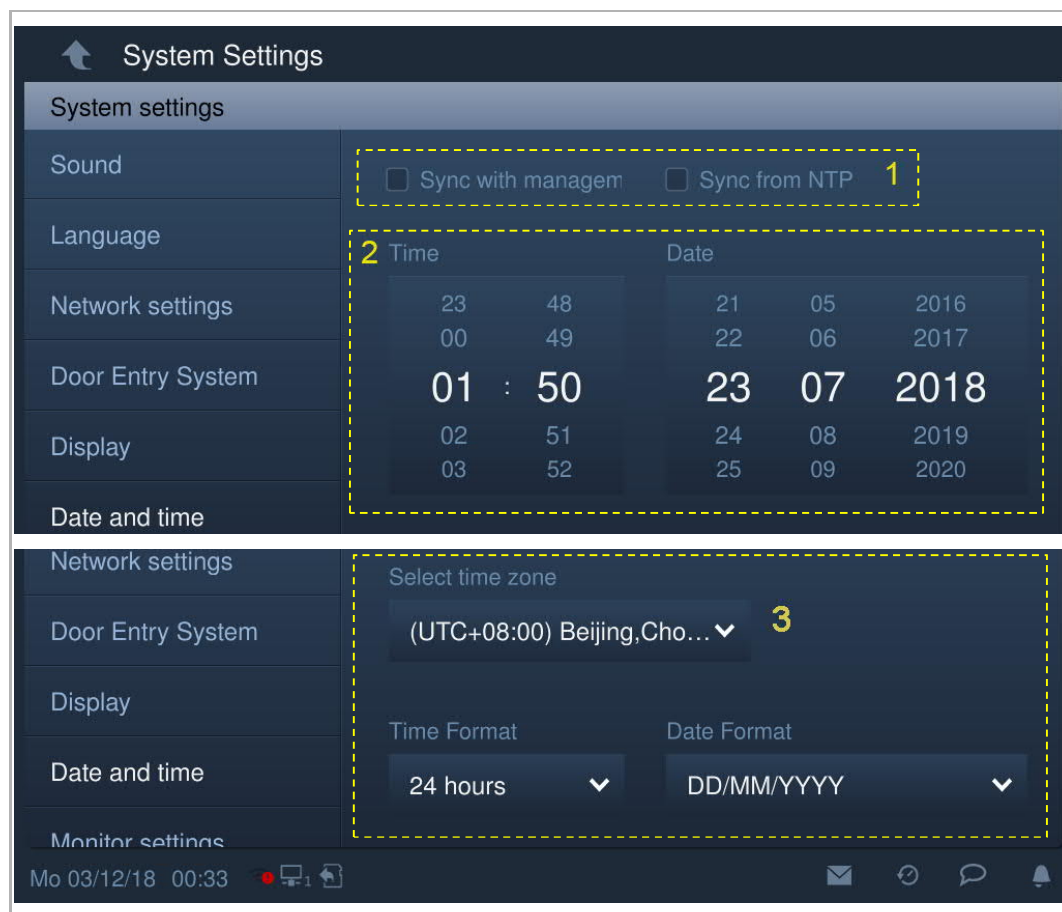 System Settings
System settings
Sound
Sync with managem
Sync from NTP
1
Language
2
Time
Date
Network settings
23 48 21 05 2016
00 49 22 06 2017
Door Entry System
01 : 50 23 07 2018
Display
02 51 24 08 2019
03 52 25 09 2020
Date and time
Network settings
Select time zone
Door Entry System
(UTC+08:00) Beijing,Cho...
3
Display
Time Format
Date Format
Date and time
24 hours
DD/MM/YYYY
Monitor settings
Mo 03/12/18 00:33
1